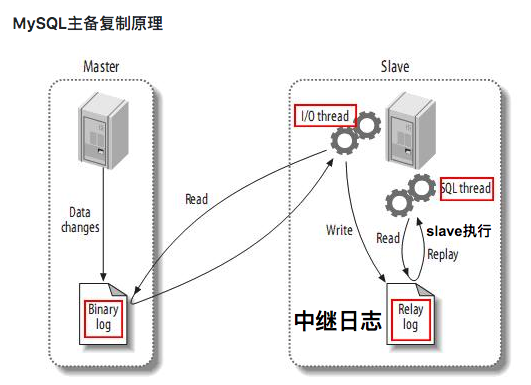 MySQL主备复制原理
Master
Slave
I/O thread
SQL thread
Read
Data
changes
Write
Read
slave执行
Replay
Binary
log
中继日志
Relay
log